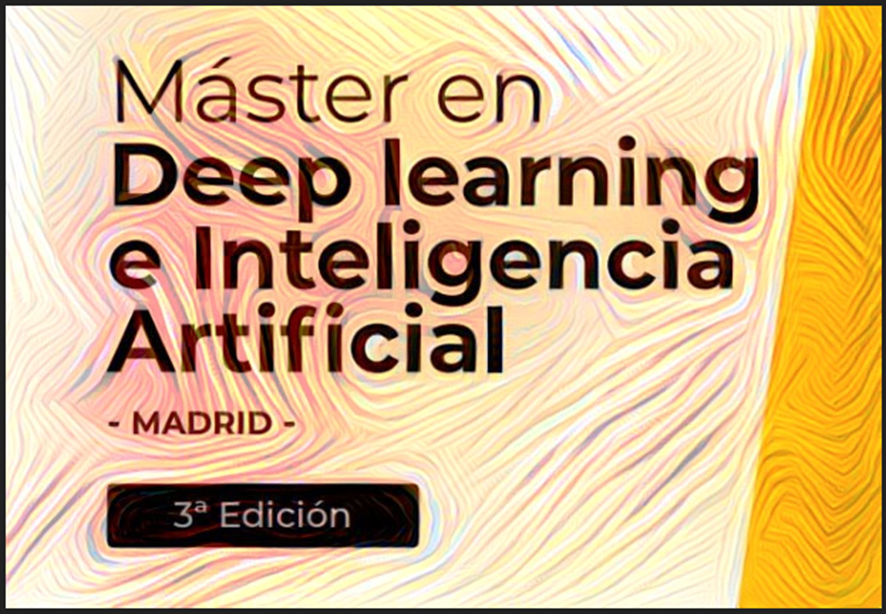 Máster en
Deep learning
e Inteligencia
Artificial
- MADRID -
3ª Edición